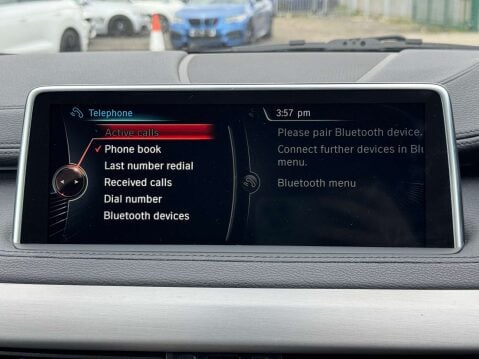 Telephone
Active calls
Phone book
Last number redial
Received calls
Dial number
Bluetooth devices
3:57 pm
Please pair Bluetooth device.
Connect further devices in
menu.
Bluetooth menu